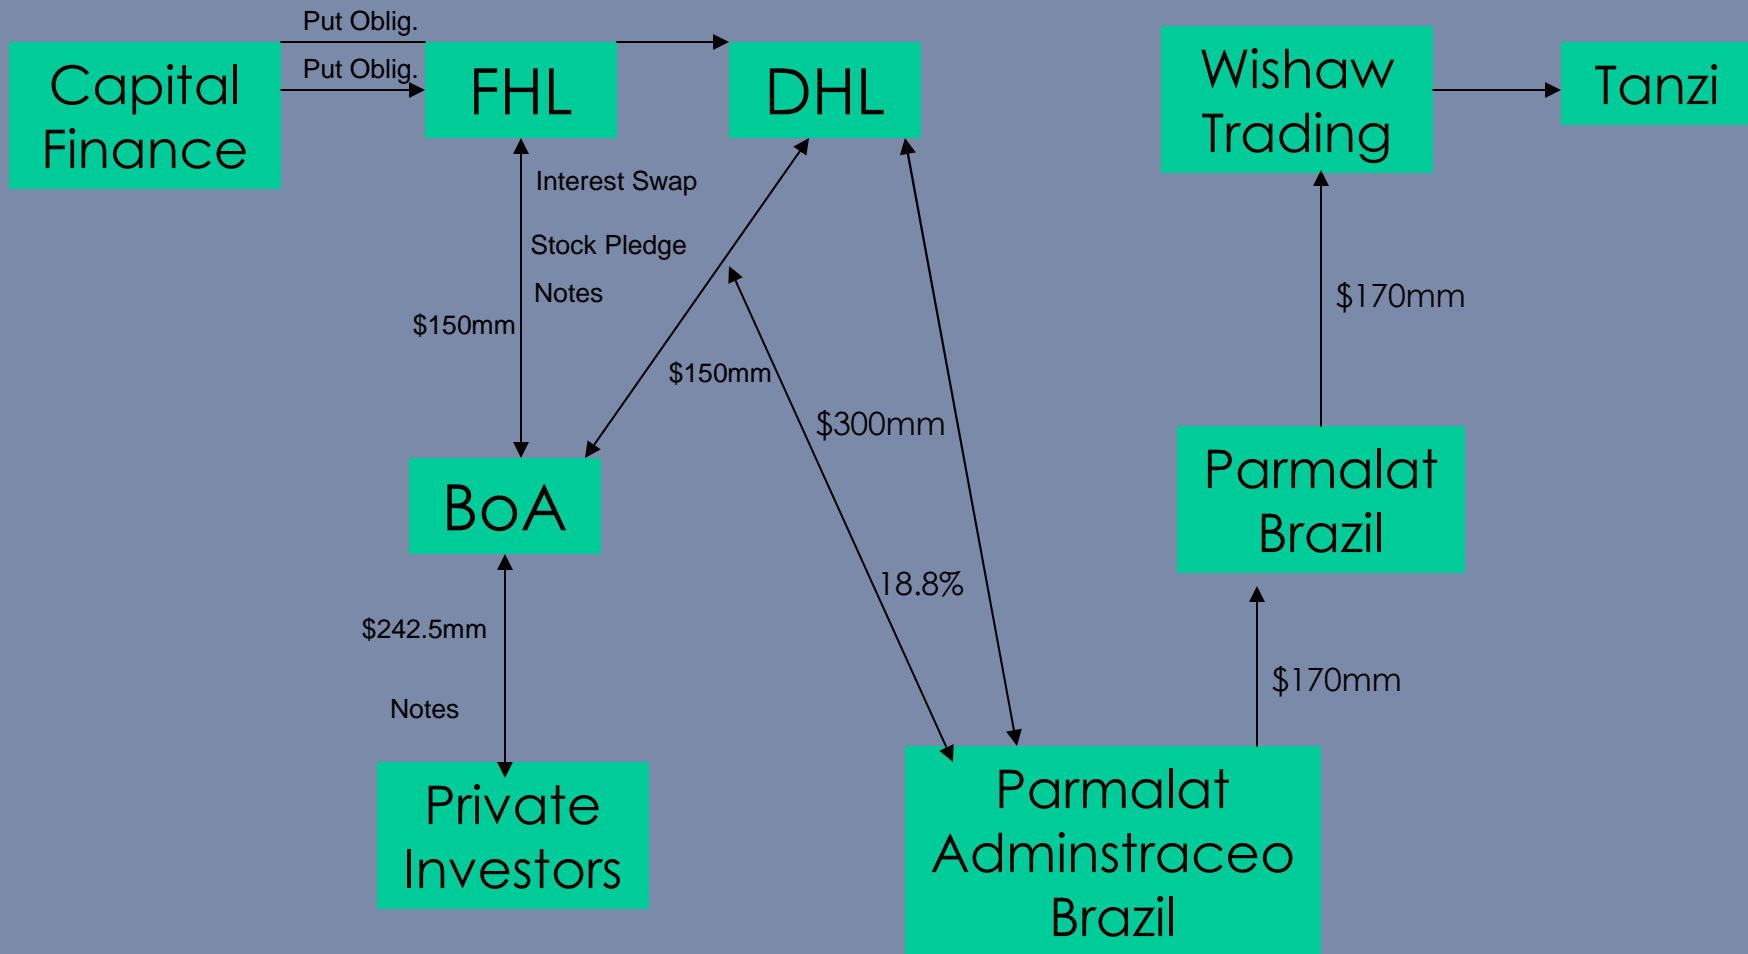 Put Oblig.
Put Oblig.
Capital
Finance
FHL
DHL
Wishaw
Trading
Tanzi
Interest Swap
Stock Pledge
Notes
$150mm
$150mm
$300mm
$170mm
BoA
Parmalat
Brazil
18.8%
$242.5mm
Notes
$170mm
Private
Investors
Parmalat
Adminstraceo
Brazil